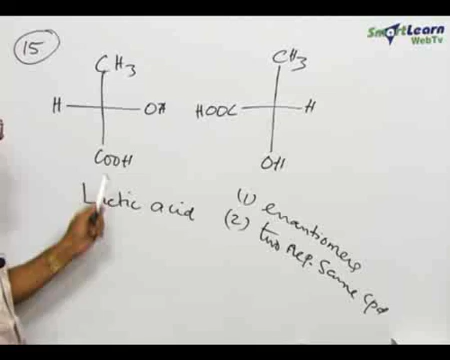 15
SmartLearn
WebTv
CH3
H OH
COOH
CH3
HOOC H
OH
Lactic acid
(1) enantiomers
(2) two rep. same cpd